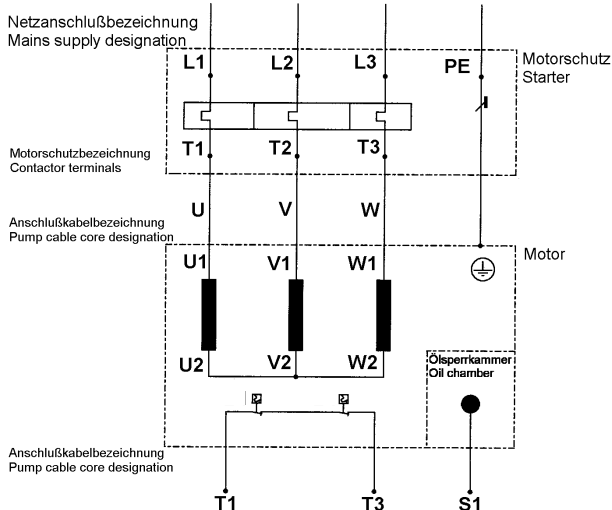 Netzanschlußbezeichnung
Mains supply designation
L1 L2 L3 PE
Motorschutz
Starter
Motorschutzbezeichnung
Contactor terminals
T1 T2 T3
Anschlußkabelbezeichnung
Pump cable core designation
U V W
Motor
U1 V1 W1
U2 V2 W2
Ölsperrkammer
Oil chamber
Anschlußkabelbezeichnung
Pump cable core designation
T1 T3 S1